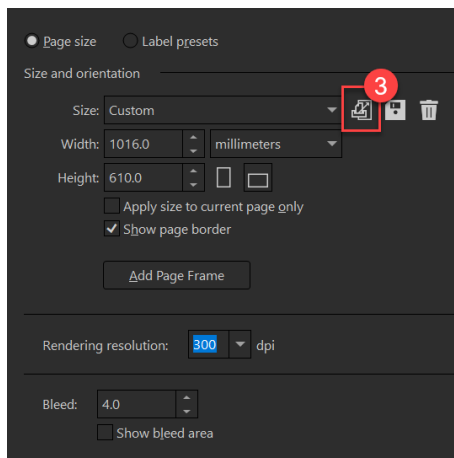 Page size Label presets
Size and orientation
3
Size: Custom
Width: 1016.0 millimeters
Height: 610.0
Apply size to current page only
Show page border
Add Page Frame
Rendering resolution: 300 dpi
Bleed: 4.0
Show bleed area